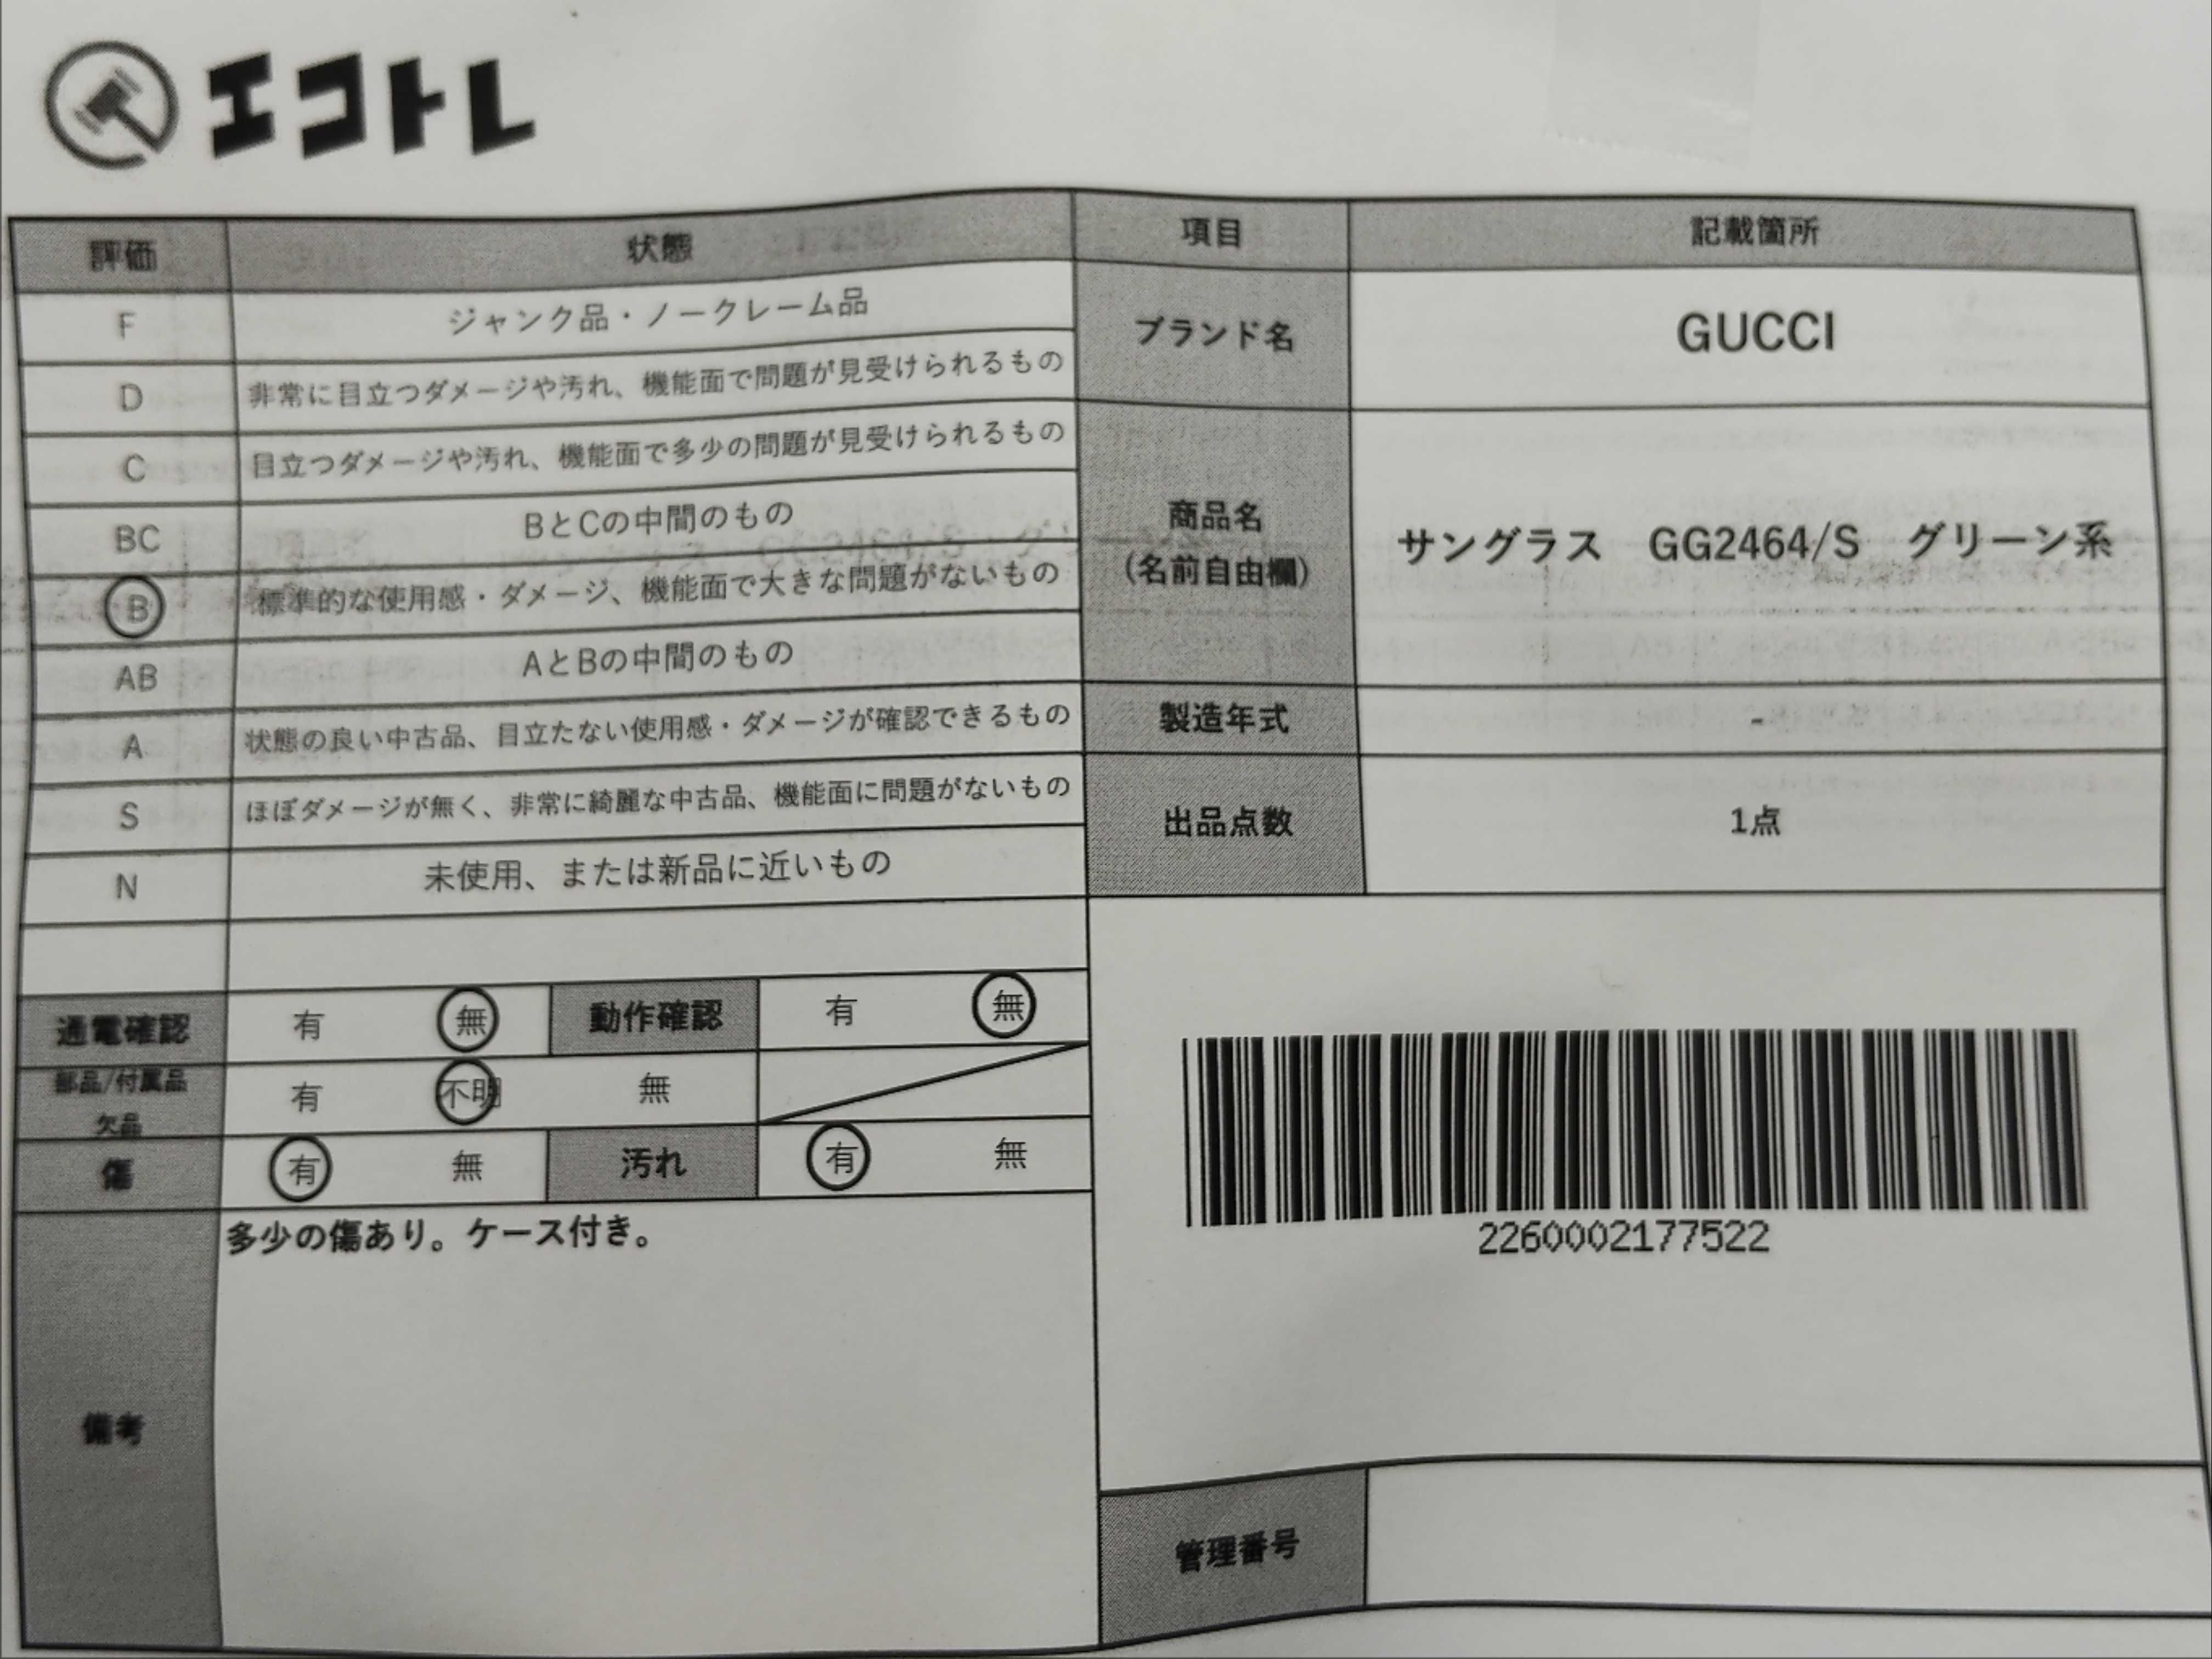 エコトレ
評価 状態 項目 記載箇所
F ジャンク品・ノークレーム品
D 非常に目立つダメージや汚れ、機能面で問題が見受けられるもの
C 目立つダメージや汚れ、機能面で多少の問題が見受けられるもの
BC BとCの中間のもの
B 標準的な使用感・ダメージ、機能面で大きな問題がないもの
AB AとBの中間のもの
A 状態の良い中古品、目立たない使用感・ダメージが確認できるもの
S ほぼダメージが無く、非常に綺麗な中古品、機能面に問題がないもの
N 未使用、または新品に近いもの
ブランド名 GUCCI
商品名
(名前自由欄)
サングラス GG2464/S グリーン系
製造年式 -
出品点数 1点
通電確認 有 無 動作確認 有 無
部品/付属品
欠品
有 不明 無
傷 有 無 汚れ 有 無
備考
多少の傷あり。ケース付き。
2260002177522
管理番号